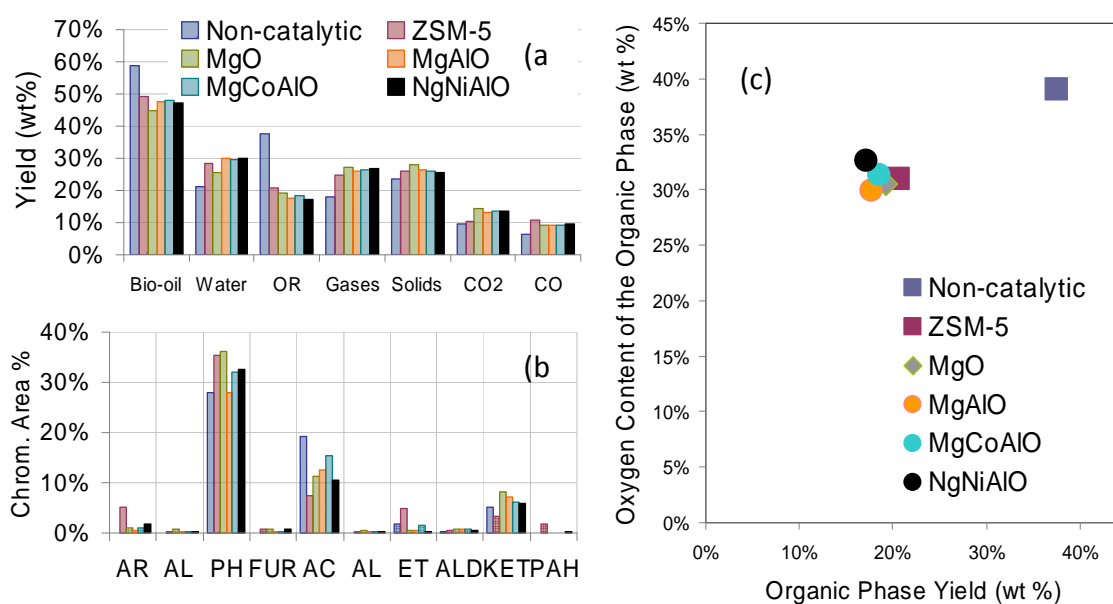 70%
60%
50%
40%
30%
20%
10%
0%
Yield (wt%)
Non-catalytic
ZSM-5
MgO
MgAlO
MgCoAlO
NgNiAlO
(a
Bio-oil Water OR Gases Solids CO2 CO
40%
30%
20%
10%
0%
Chrom. Area %
(b
AR AL PH FUR AC AL ET ALD KET PAH
45%
40%
35%
30%
25%
20%
15%
10%
5%
0%
Oxygen Content of the Organic Phase (wt %)
(c)
Non-catalytic
ZSM-5
MgO
MgAlO
MgCoAlO
NgNiAlO
0% 10% 20% 30% 40%
Organic Phase Yield (wt %)